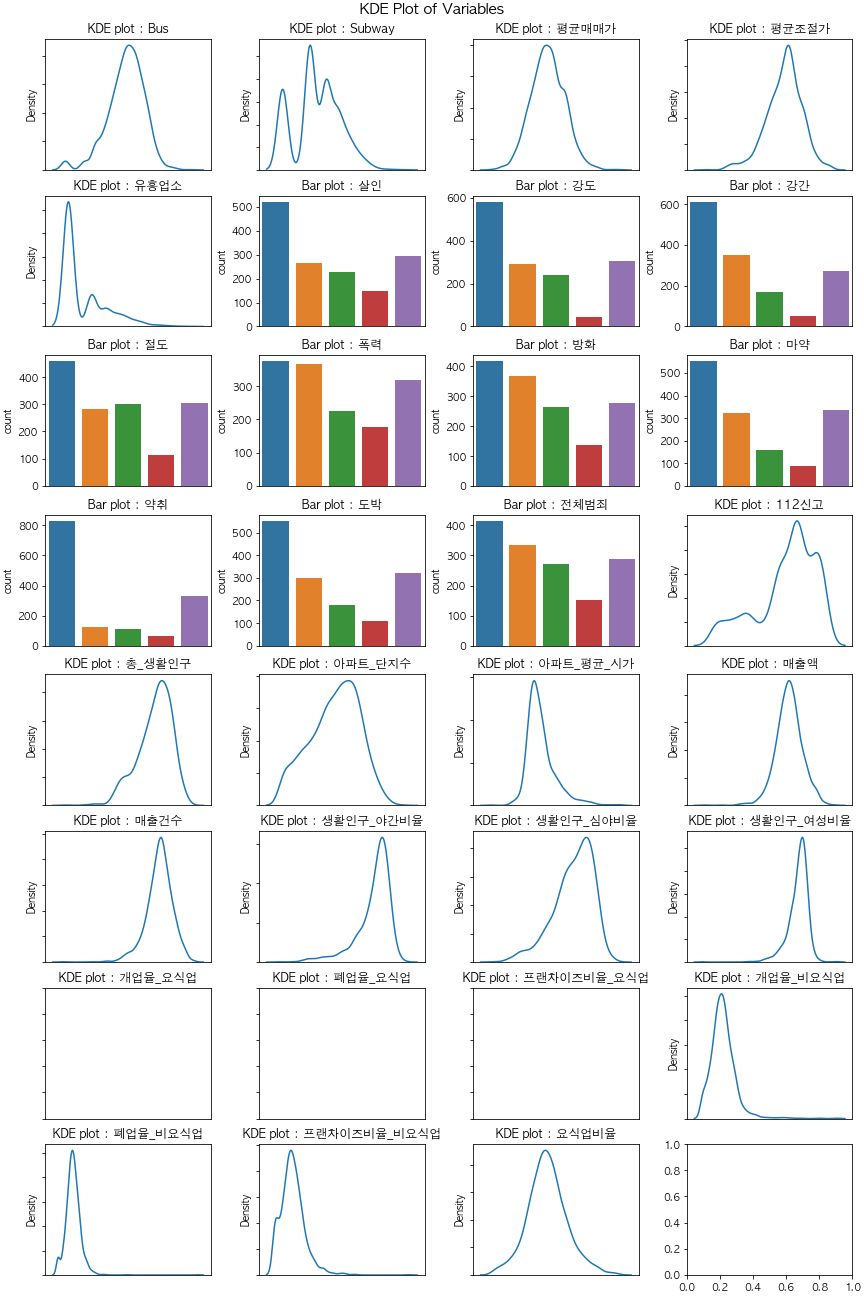 KDE Plot of Variables
KDE plot : Bus
KDE plot : Subway
KDE plot : 평균매매가
KDE plot : 평균조절가
Density
Density
Density
Density
KDE plot : 유흥업소
Bar plot : 살인
Bar plot : 강도
Bar plot : 강간
Density
count
500
400
300
200
100
0
count
600
400
200
0
count
600
400
200
0
Bar plot : 절도
Bar plot : 폭력
Bar plot : 방화
Bar plot : 마약
count
400
300
200
100
0
count
300
200
100
0
count
400
300
200
100
0
count
500
400
300
200
100
0
Bar plot : 약취
Bar plot : 도박
Bar plot : 전체범죄
KDE plot : 112신고
count
800
600
400
200
0
count
500
400
300
200
100
0
count
400
300
200
100
0
Density
KDE plot : 총_생활인구
KDE plot : 아파트_단지수
KDE plot : 아파트_평균_시가
KDE plot : 매출액
Density
Density
Density
Density
KDE plot : 매출건수
KDE plot : 생활인구_야간비율
KDE plot : 생활인구_심야비율
KDE plot : 생활인구_여성비율
Density
Density
Density
Density
KDE plot : 개업율_요식업
KDE plot : 폐업율_요식업
KDE plot : 프랜차이즈비율_요식업
KDE plot : 개업율_비요식업
Density
KDE plot : 폐업율_비요식업
KDE plot : 프랜차이즈비율_비요식업
KDE plot : 요식업비율
Density
Density
Density
1.0
0.8
0.6
0.4
0.2
0.0
0.0 0.2 0.4 0.6 0.8 1.0